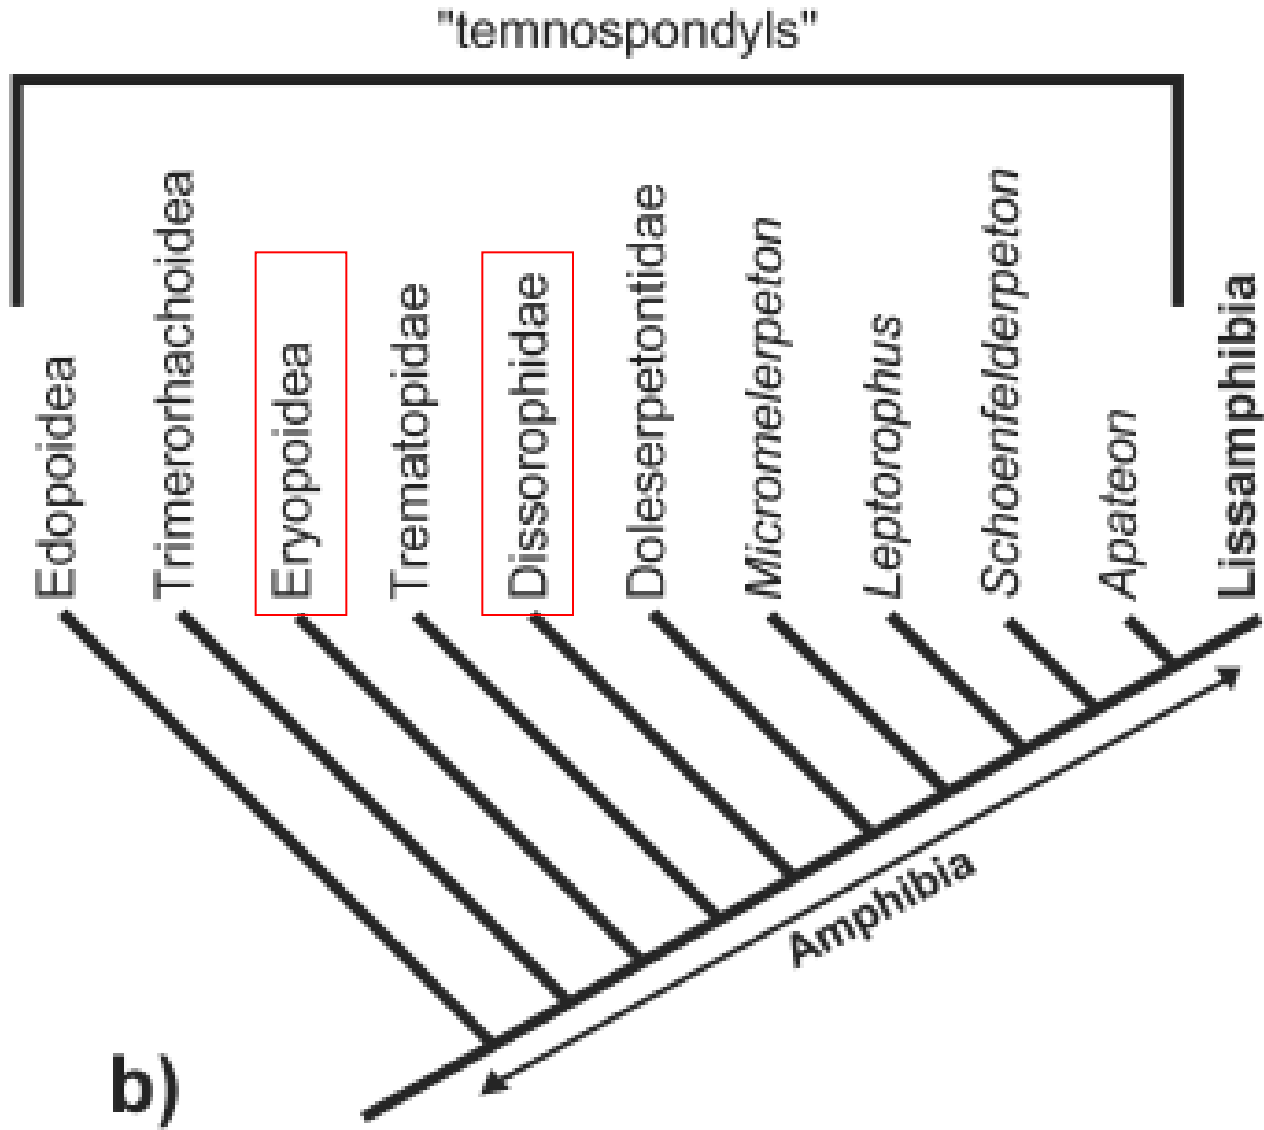 "temnospondyls"
Edopoidea
Trimerorhachoidea
Eryopoidea
Trematopidae
Dissorophidae
Doleserpetontidae
Micromelerpeton
Leptorophus
Schoenfelderpeton
Apateon
Lissamphibia
Amphibia
b)